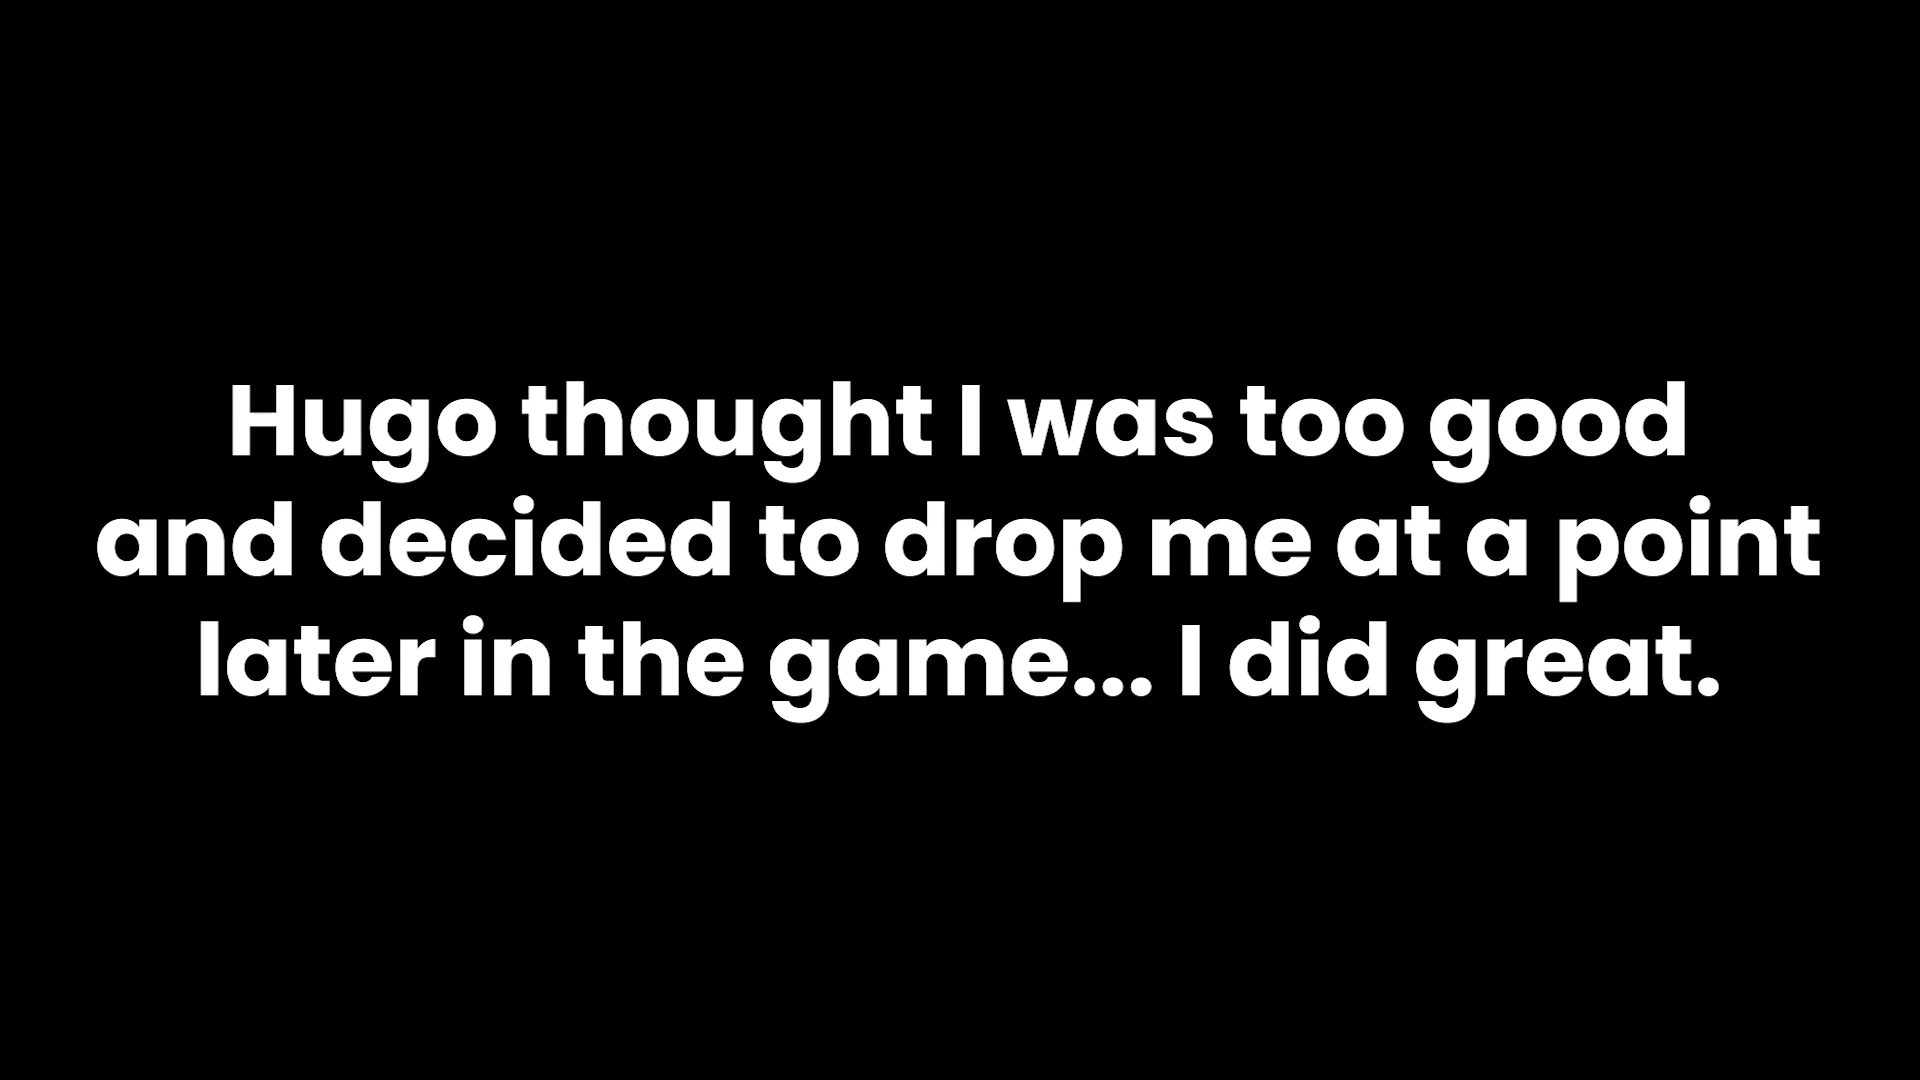 Hugo thought I was too good
and decided to drop me at a point
later in the game... I did great.